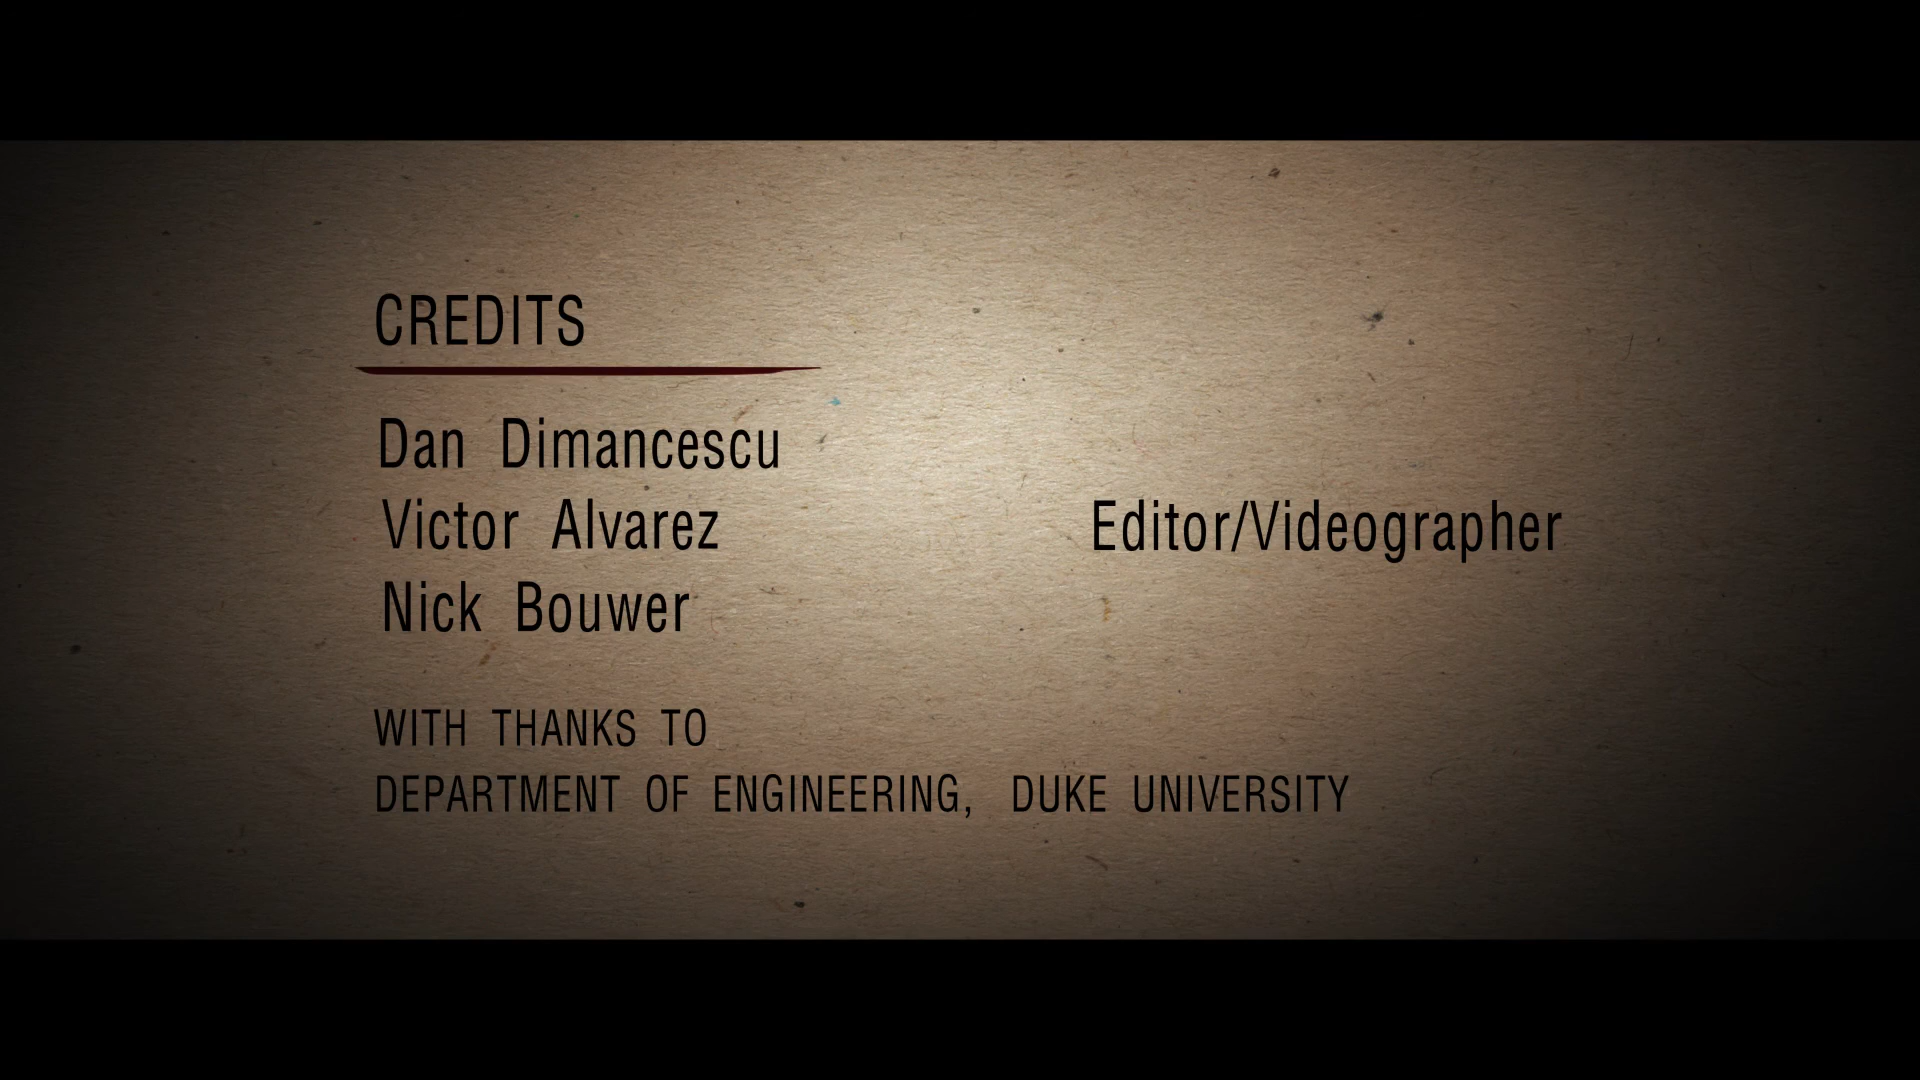 CREDITS
Dan Dimancescu
Victor Alvarez Editor/Videographer
Nick Bouwer
WITH THANKS TO
DEPARTMENT OF ENGINEERING, DUKE UNIVERSITY